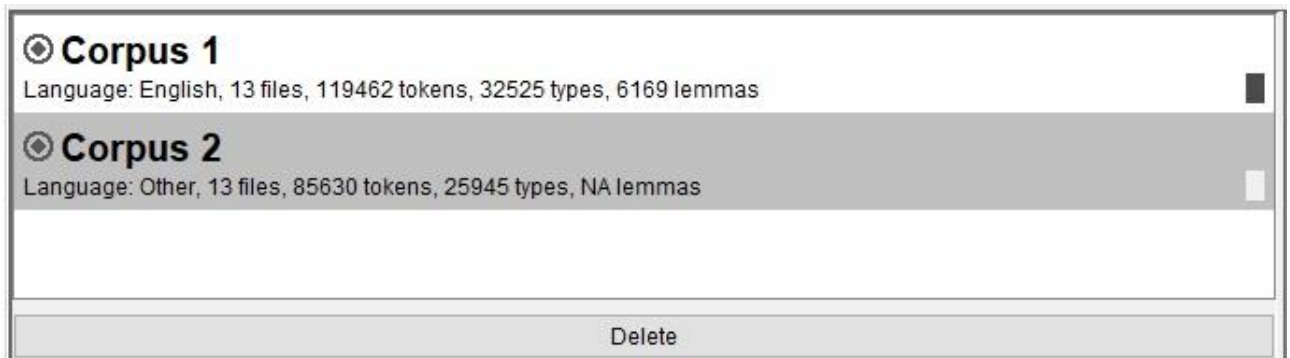 Corpus 1
Language: English, 13 files, 119462 tokens, 32525 types, 6169 lemmas
Corpus 2
Language: Other, 13 files, 85630 tokens, 25945 types, NA lemmas
Delete